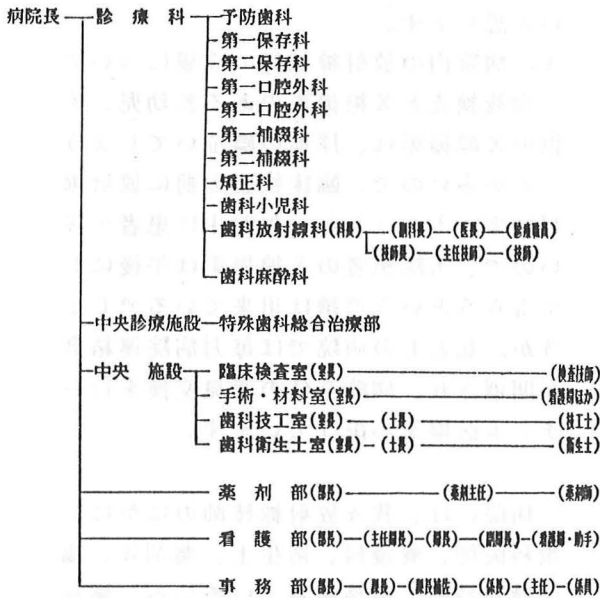 病院長 診療科 予防歯科
第一保存科
第二保存科
第一口腔外科
第二口腔外科
第一補綴科
第二補綴科
矯正科
歯科小児科
歯科放射線科(科長) (副科長) (医長) (診療職員)
(技師長) (主任技師) (技師)
歯科麻酔科
中央診療施設 特殊歯科総合治療部
中央施設 臨床検査室(室長) (検査技師)
手術・材料室(室長) (看護婦ほか)
歯科技工室(室長) (士長) (技工士)
歯科衛生士室(室長) (士長) (衛生士)
薬剤部(部長) (薬剤主任) (薬剤師)
看護部(部長) (主任婦長) (婦長) (副婦長) (看護婦・助手)
事務部(部長) (課長) (課長補佐) (係長) (主任) (係員)